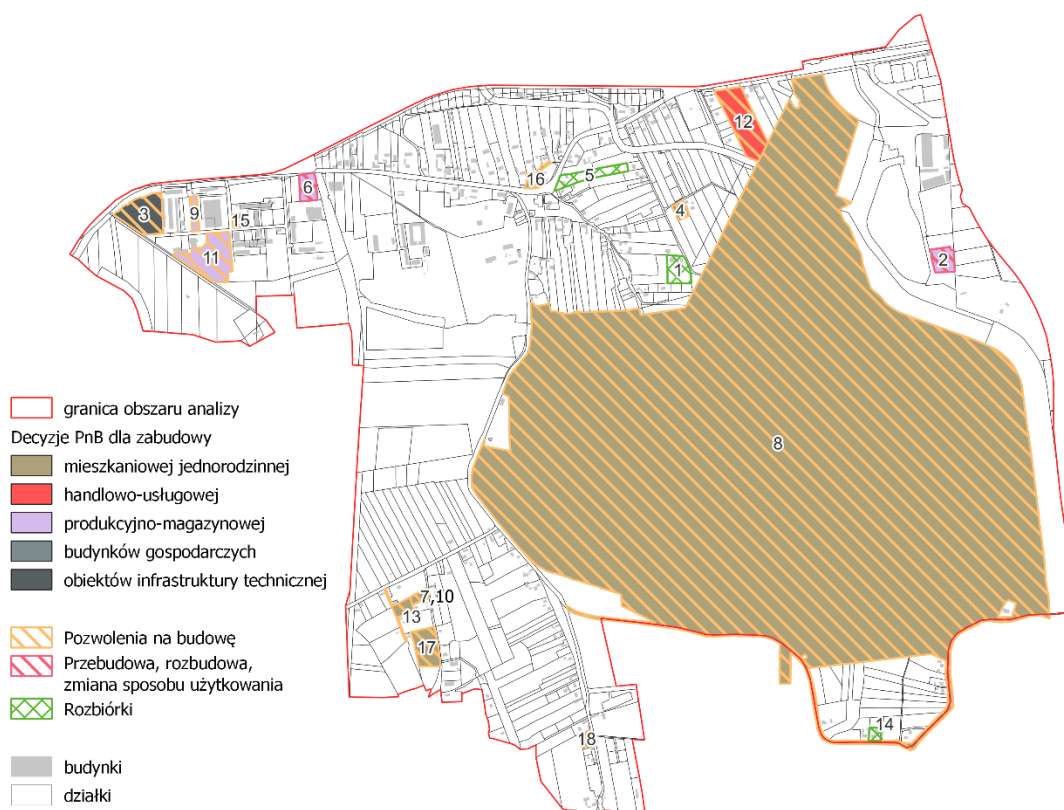 12
16
5
6
3
9
15
4
11
1
2
granica obszaru analizy
Decyzje PnB dla zabudowy
mieszkaniowej jednorodzinnej
8
handlowo-usługowej
produkcyjno-magazynowej
budynków gospodarczych
obiektów infrastruktury technicznej
7,10
13
Pozwolenia na budowę
17
Przebudowa, rozbudowa,
zmiana sposobu użytkowania
Rozbiórki
14
18
budynki
działki